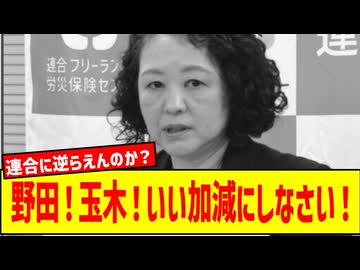 連合 フリーラン
労災保険セン
連
連合に逆らえんのか？
野田！玉木！いい加減にしなさい！